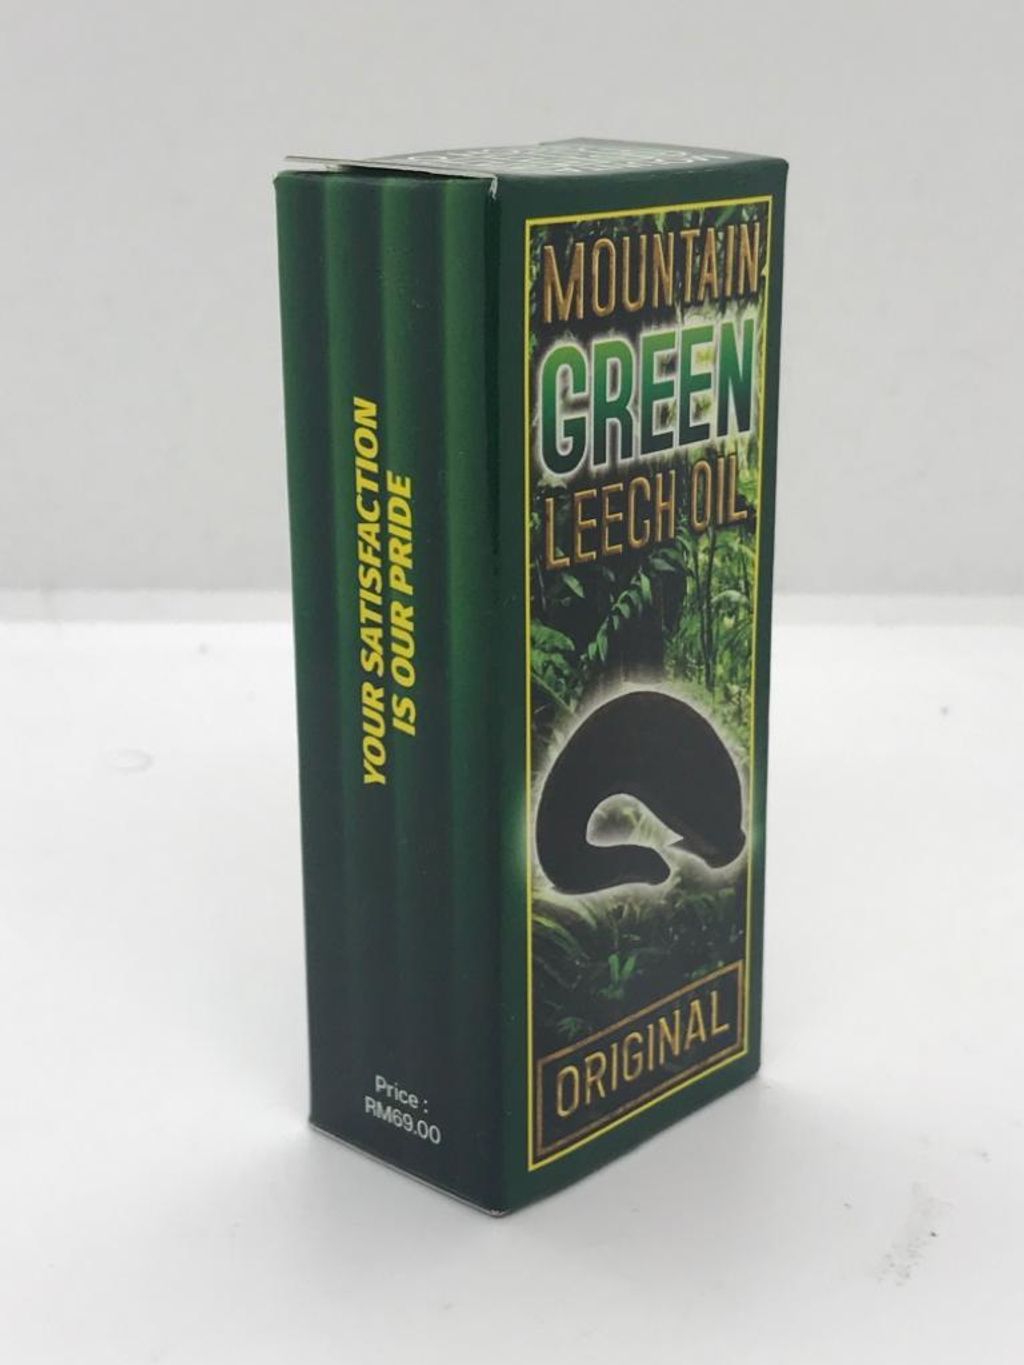 MOUNTAIN
GREEN
LEECH OIL
ORIGINAL
YOUR SATISFACTION
IS OUR PRIDE
Price :
RM69.00